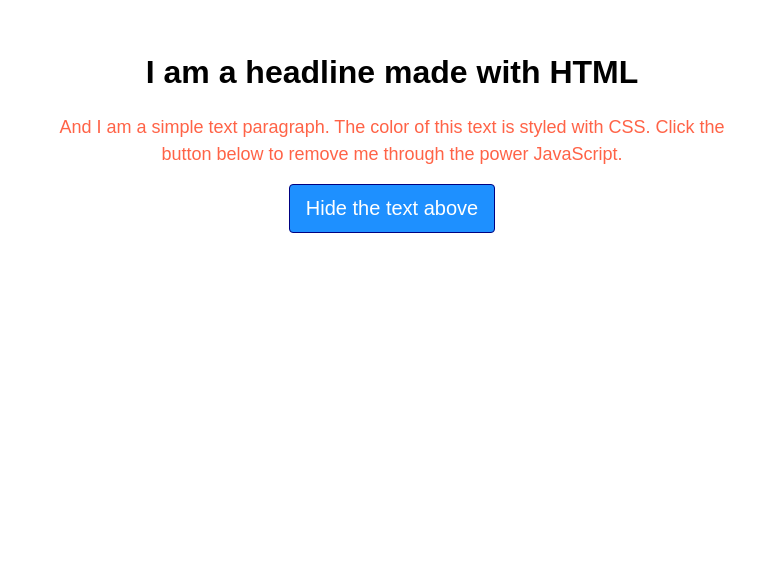 I am a headline made with HTML
And I am a simple text paragraph. The color of this text is styled with CSS. Click the
button below to remove me through the power JavaScript.
Hide the text above